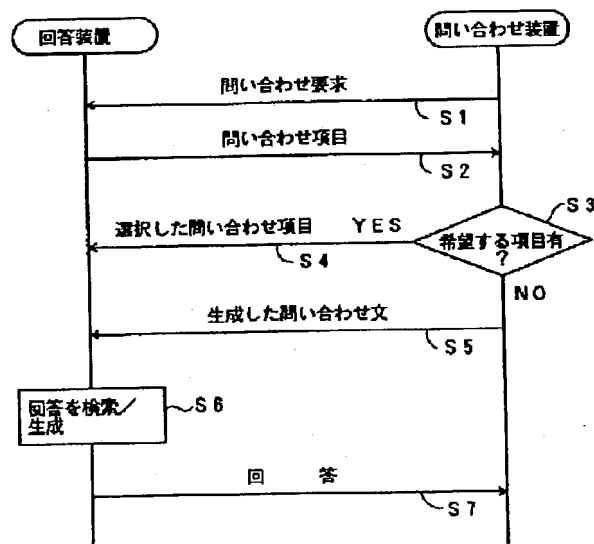 回答装置
問い合わせ装置
問い合わせ要求
S1
問い合わせ項目
S2
S3
選択した問い合わせ項目
YES
希望する項目有
?
S4
NO
生成した問い合わせ文
S5
回答を検索/
生成
S6
回 答
S7